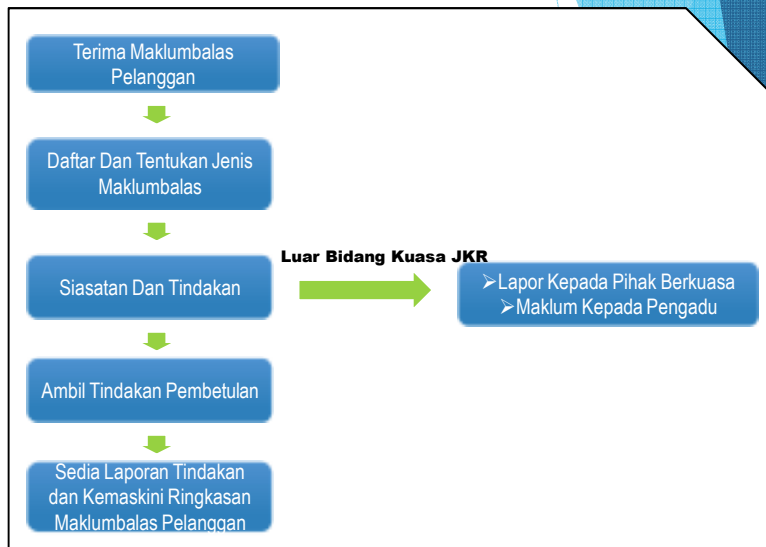 Terima Maklumbalas
Pelanggan
Daftar Dan Tentukan Jenis
Maklumbalas
Luar Bidang Kuasa JKR
Siasatan Dan Tindakan
➢Lapor Kepada Pihak Berkuasa
➢Maklum Kepada Pengadu
Ambil Tindakan Pembetulan
Sedia Laporan Tindakan
dan Kemaskini Ringkasan
Maklumbalas Pelanggan